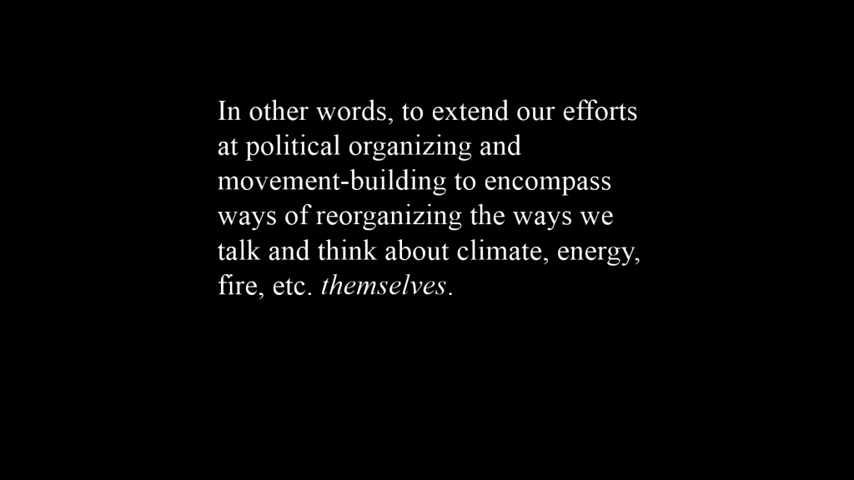 In other words, to extend our efforts
at political organizing and
movement-building to encompass
ways of reorganizing the ways we
talk and think about climate, energy,
fire, etc. themselves.